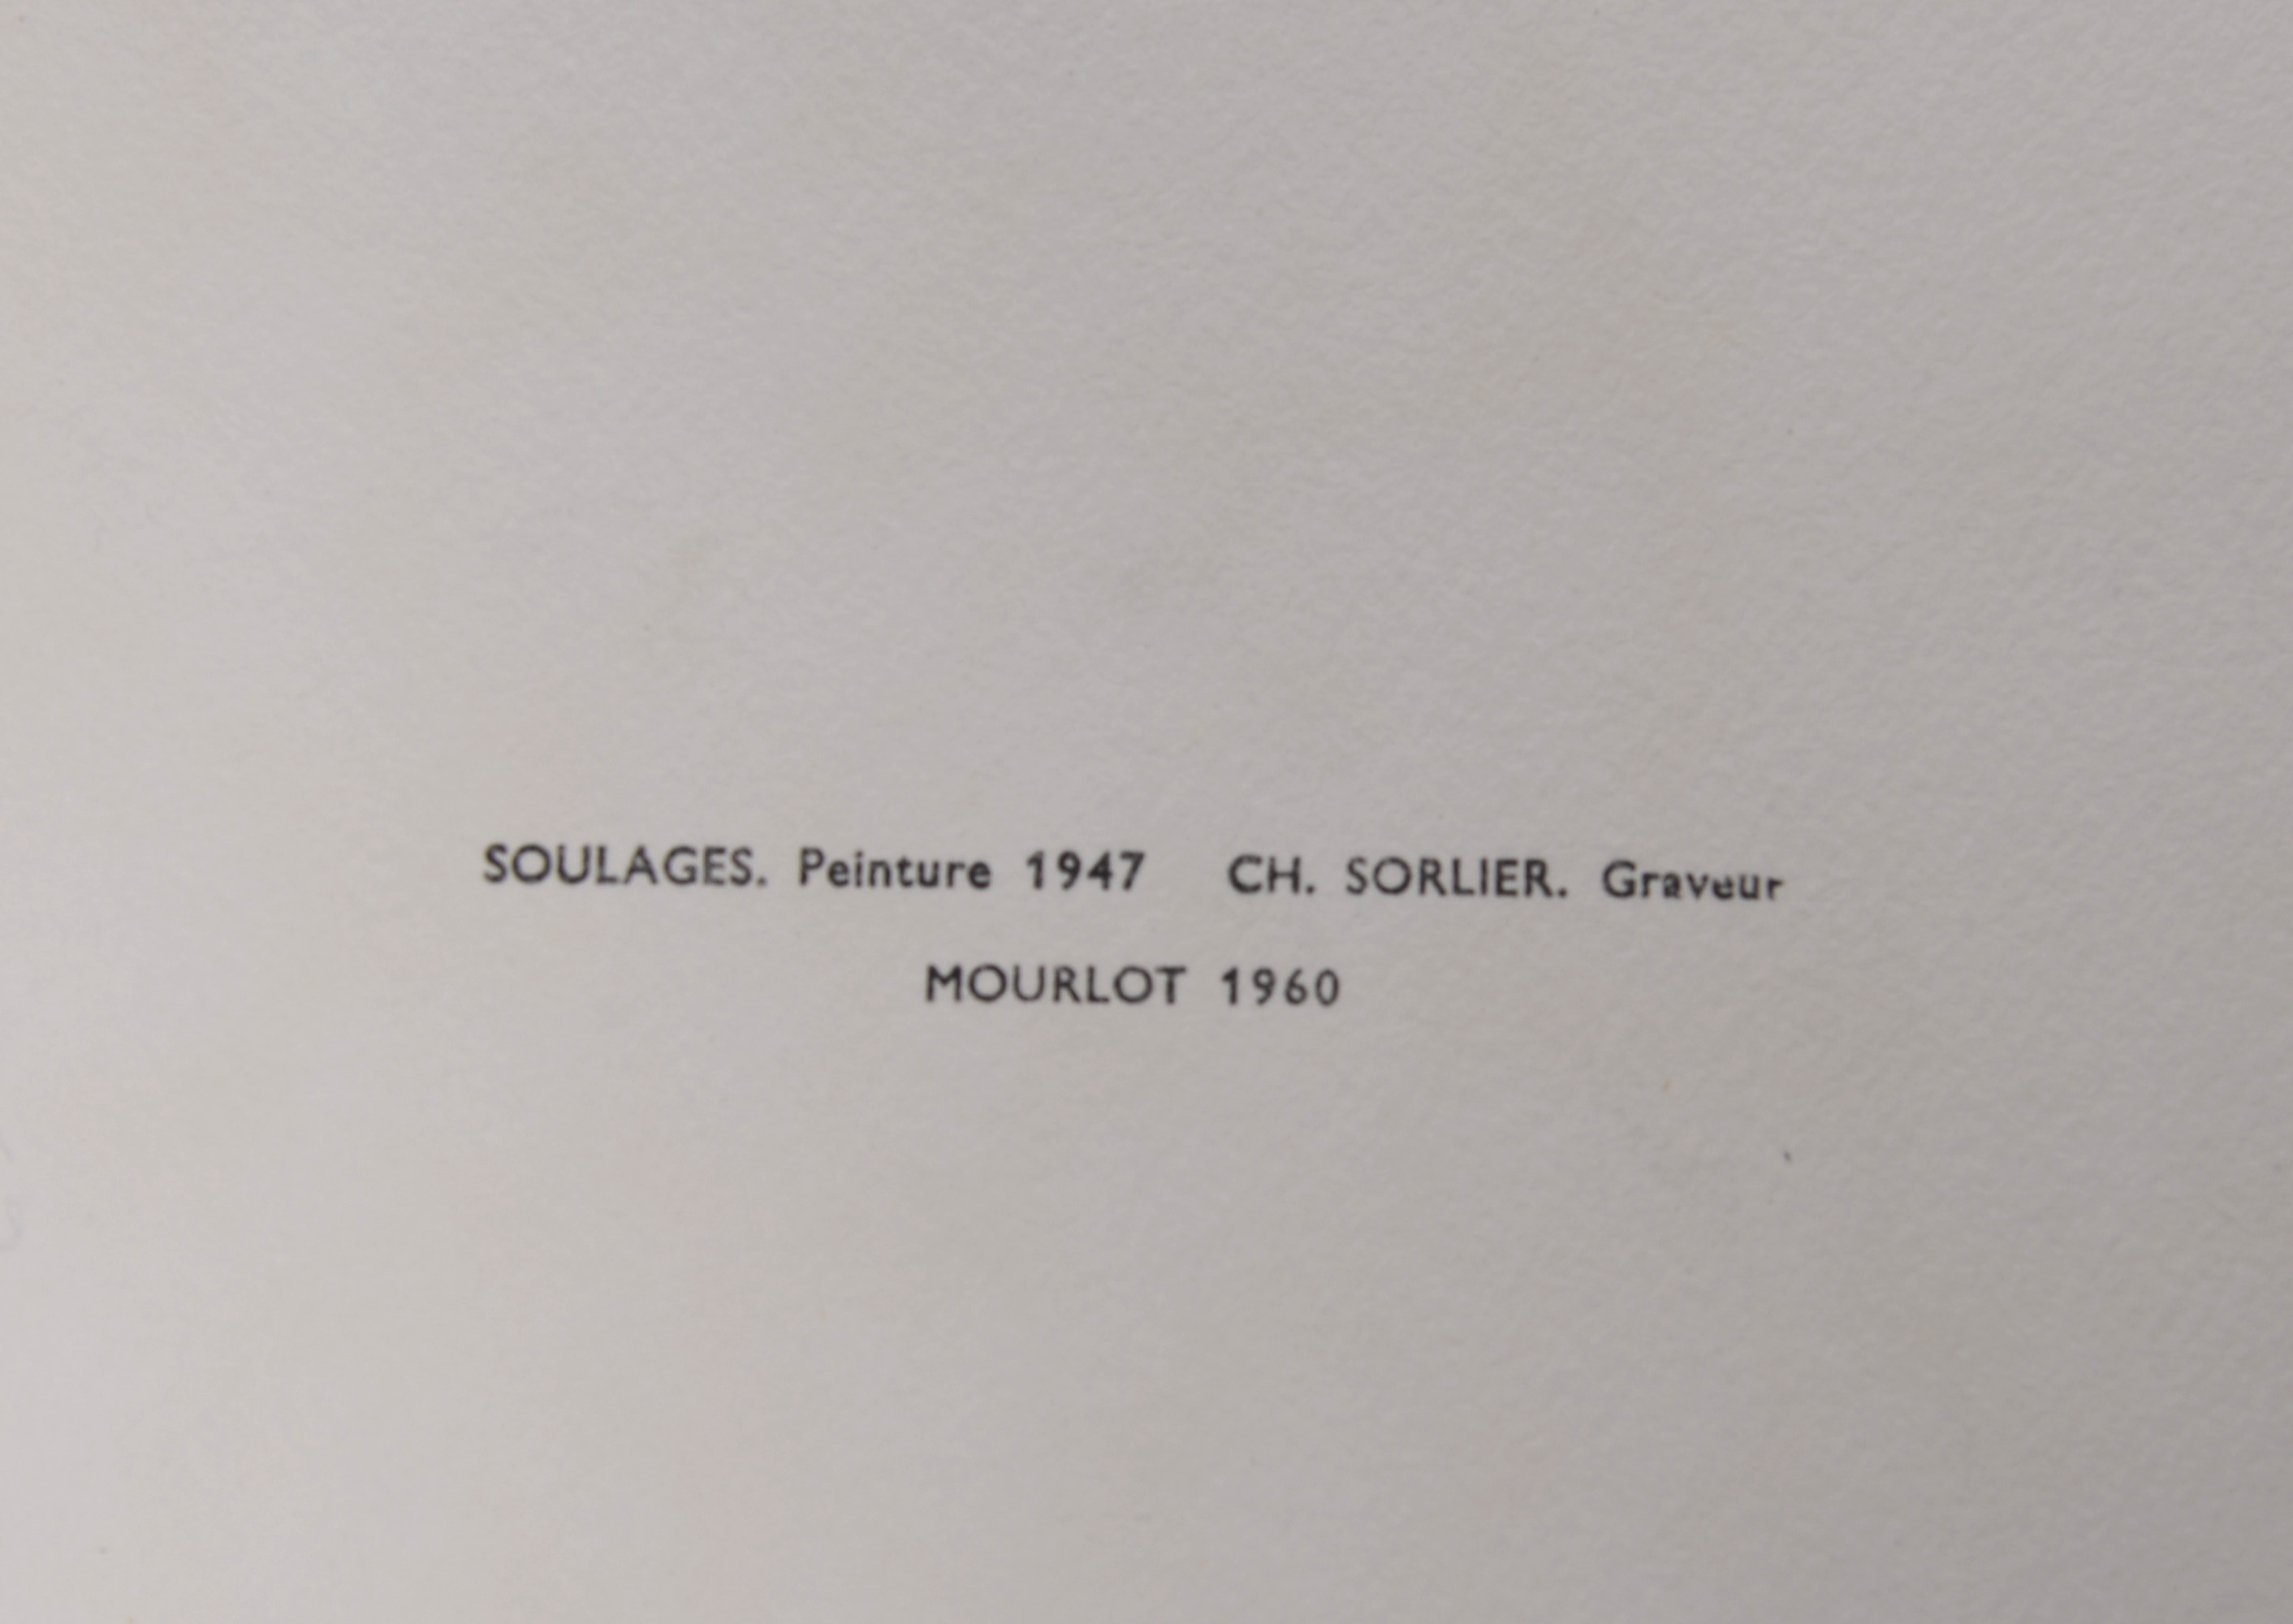 SOULAGES. Peinture 1947 CH. SORLIER. Graveur
MOURLOT 1960